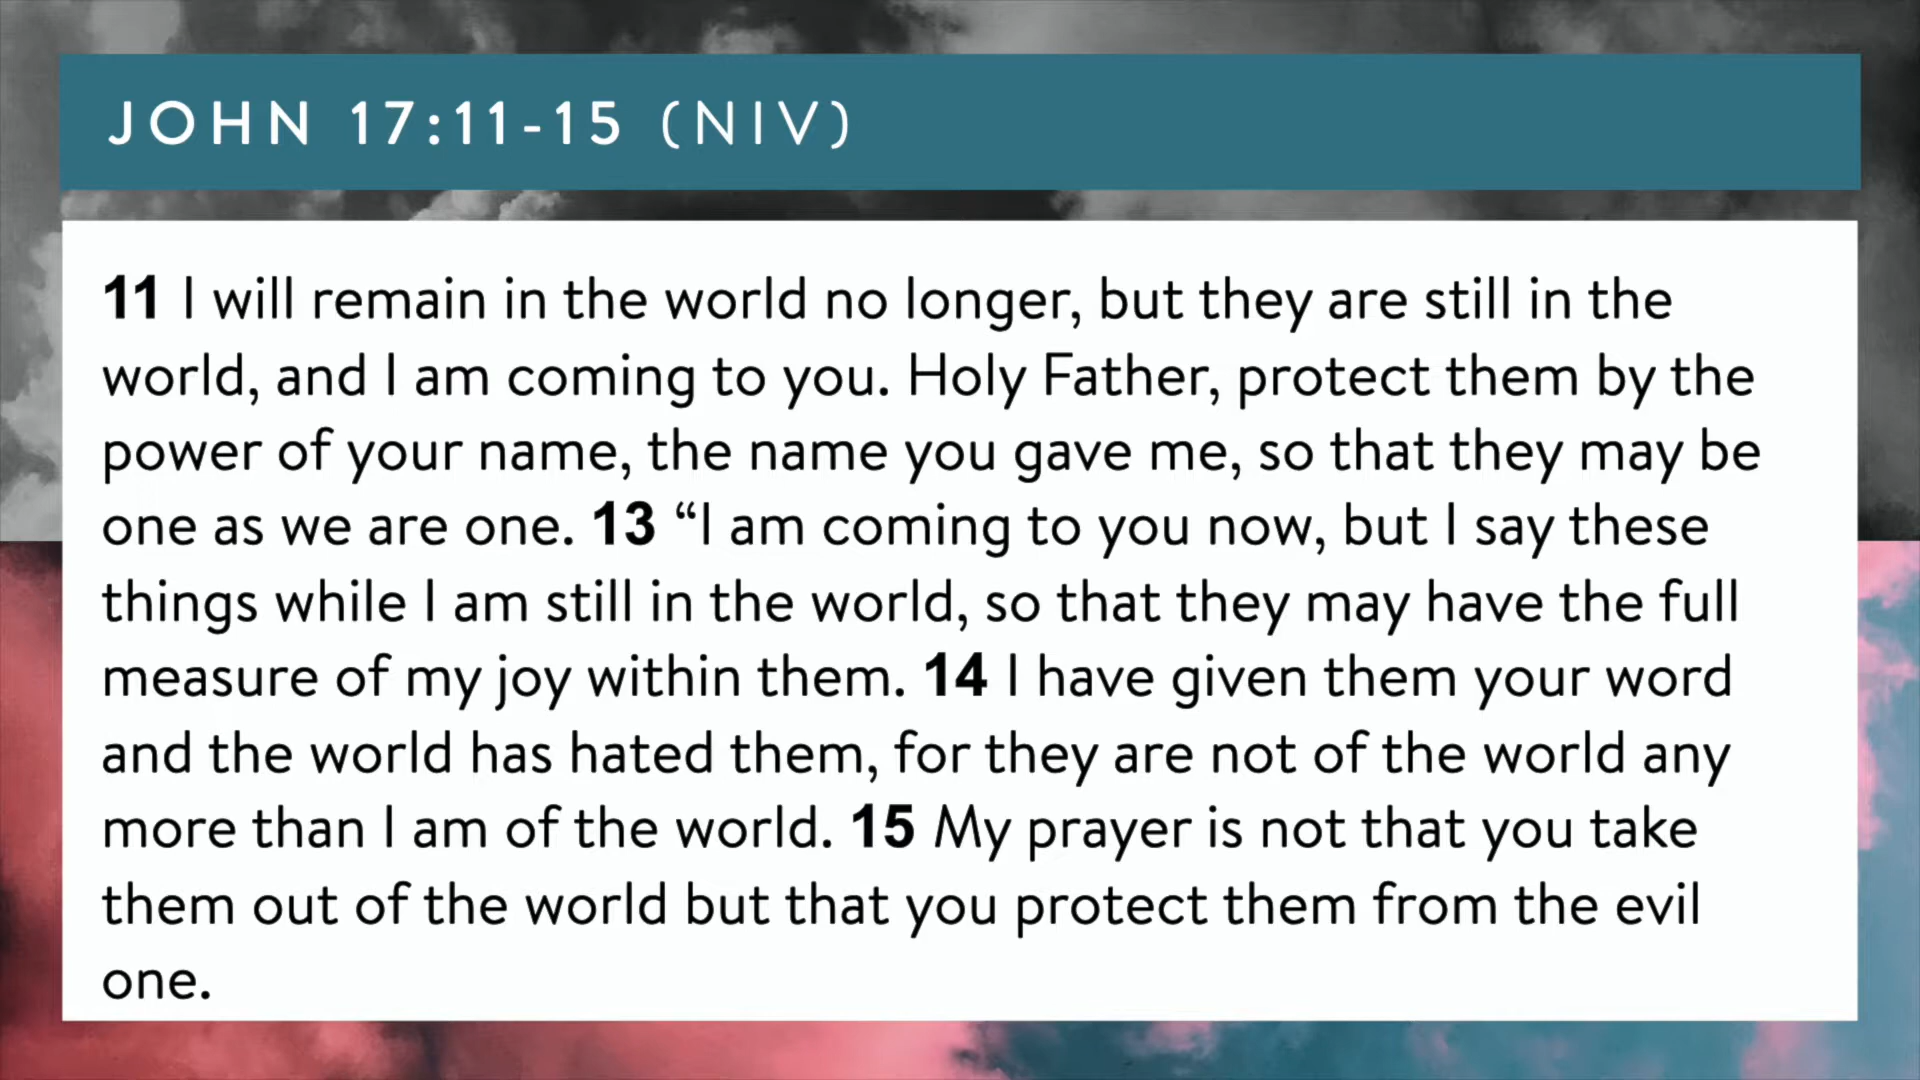 JOHN 17:11-15 (NIV)
11 I will remain in the world no longer, but they are still in the
world, and I am coming to you. Holy Father, protect them by the
power of your name, the name you gave me, so that they may be
one as we are one. 13 “I am coming to you now, but I say these
things while I am still in the world, so that they may have the full
measure of my joy within them. 14 I have given them your word
and the world has hated them, for they are not of the world any
more than I am of the world. 15 My prayer is not that you take
them out of the world but that you protect them from the evil
one.